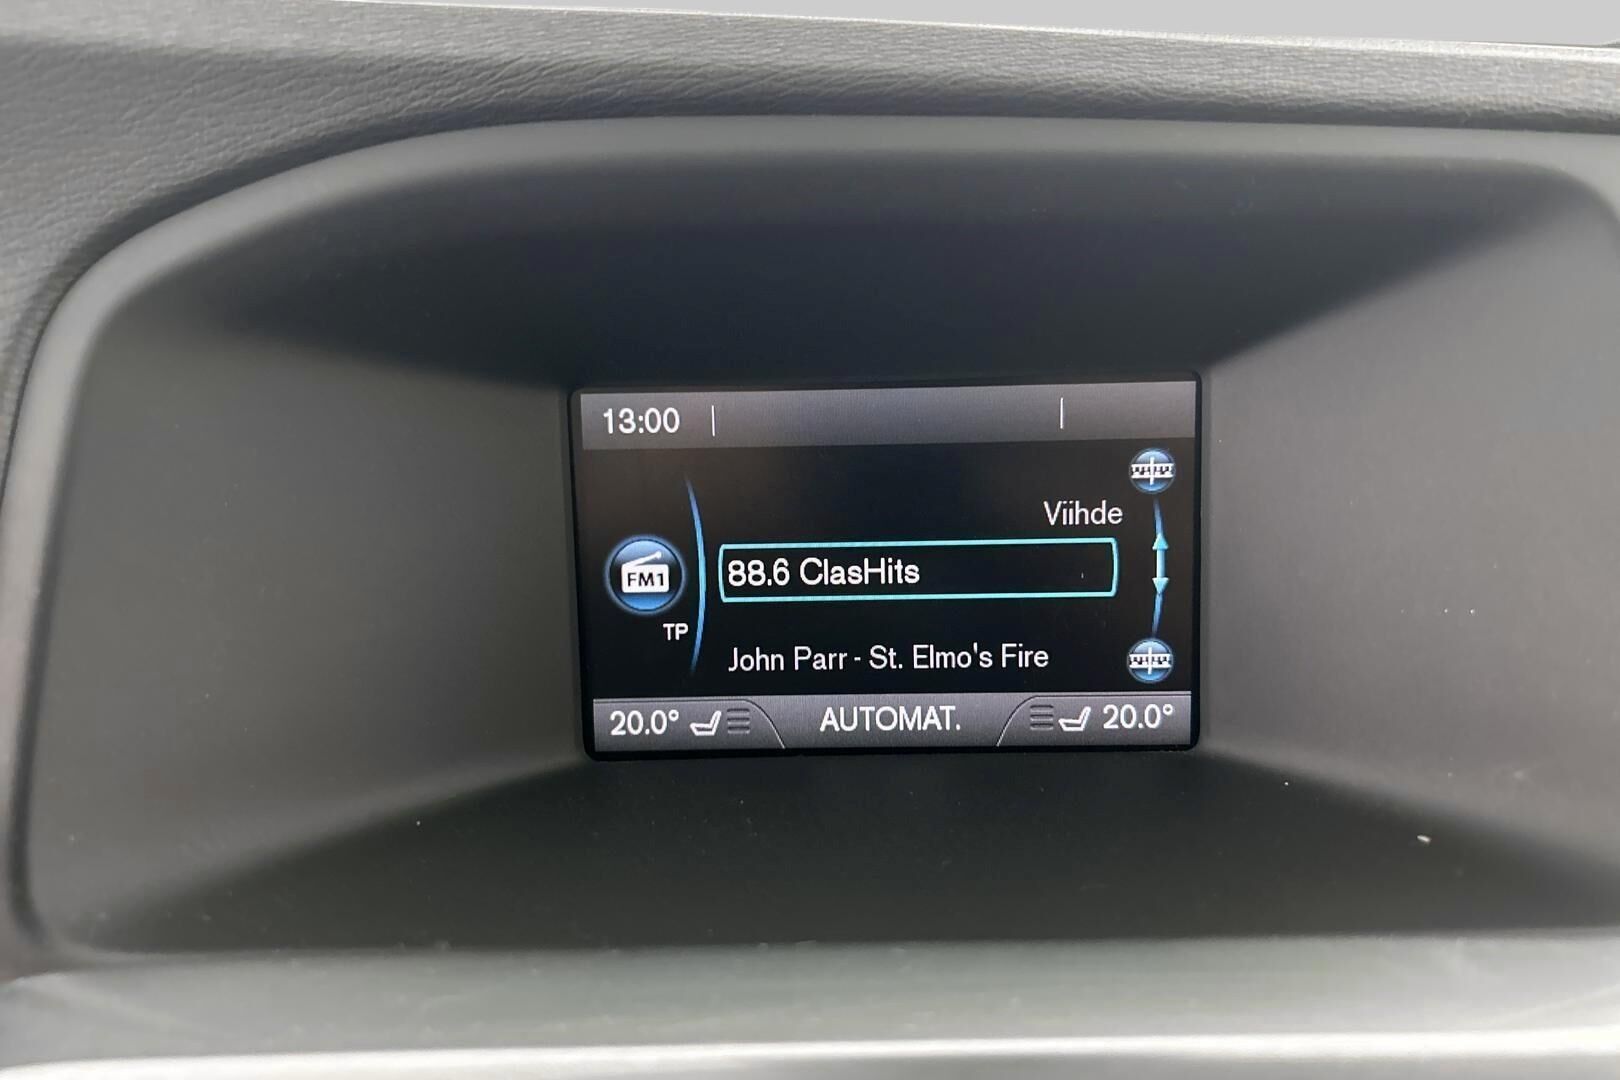 13:00
Viihde
FM1
88.6 ClasHits
TP
John Parr - St. Elmo's Fire
20.0° AUTOMAT. 20.0°